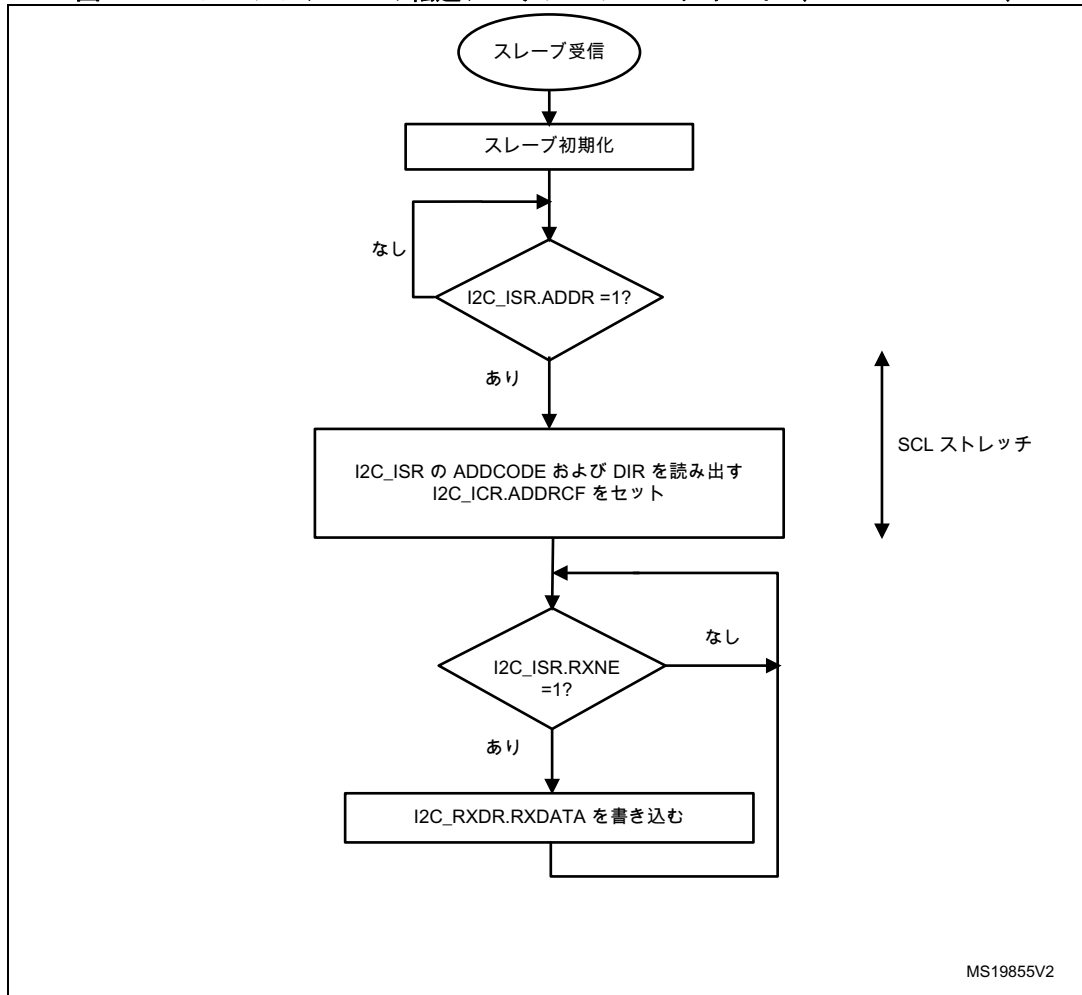 スレーブ受信
スレーブ初期化
なし
I2C_ISR.ADDR =1?
あり
SCL ストレッチ
I2C_ISR の ADDCODE および DIR を読み出す
I2C_ICR.ADDRCF をセット
なし
I2C_ISR.RXNE
=1?
あり
I2C_RXDR.RXDATA を書き込む
MS19855V2